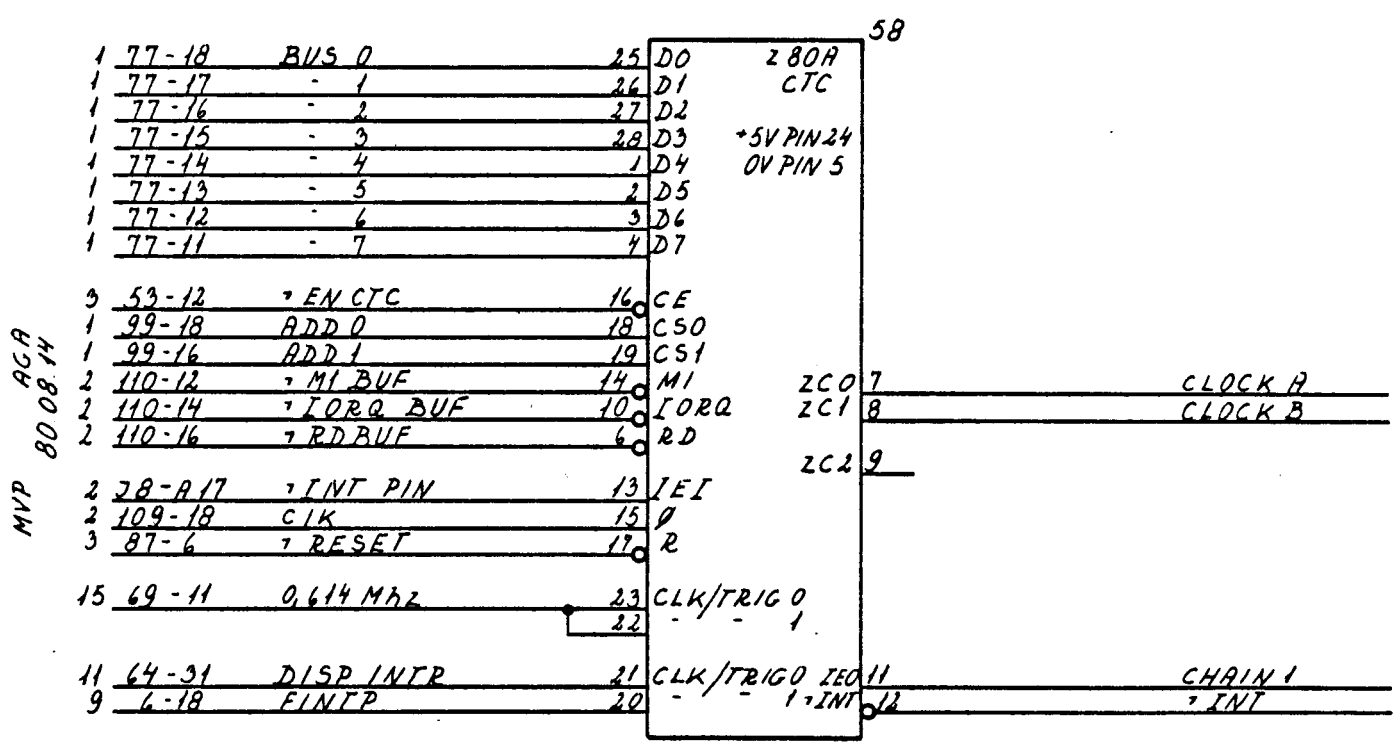 58
1 77-18 BUS 0 25 D0 Z80A
1 77-17 - 1 26 D1 CTC
1 77-16 - 2 27 D2
1 77-15 - 3 28 D3 +5V PIN 24
1 77-14 - 4 1 D4 0V PIN 5
1 77-13 - 5 2 D5
1 77-12 - 6 3 D6
1 77-11 - 7 4 D7
3 53-12 ¬ EN CTC 16 CE
1 99-18 ADD 0 18 CS0
1 99-16 ADD 1 19 CS1
2 110-12 ¬ M1 BUF 14 M1 ZC0 7 CLOCK A
2 110-14 ¬ IORQ BUF 10 IORQ ZC1 8 CLOCK B
2 110-16 ¬ RD BUF 6 RD
ZC2 9
2 J8-A17 ¬ INT PIN 13 IEI
2 109-18 CLK 15 Ø
3 87-6 ¬ RESET 17 R
15 69-11 0,614 Mhz 23 CLK/TRIG 0
22 - - 1
11 64-31 DISP INTR 21 CLK/TRIG 0 IEO 11 CHAIN 1
9 6-18 FINTP 20 - - 1 ¬ INT 12 ¬ INT
MVP AGA
80 08.14